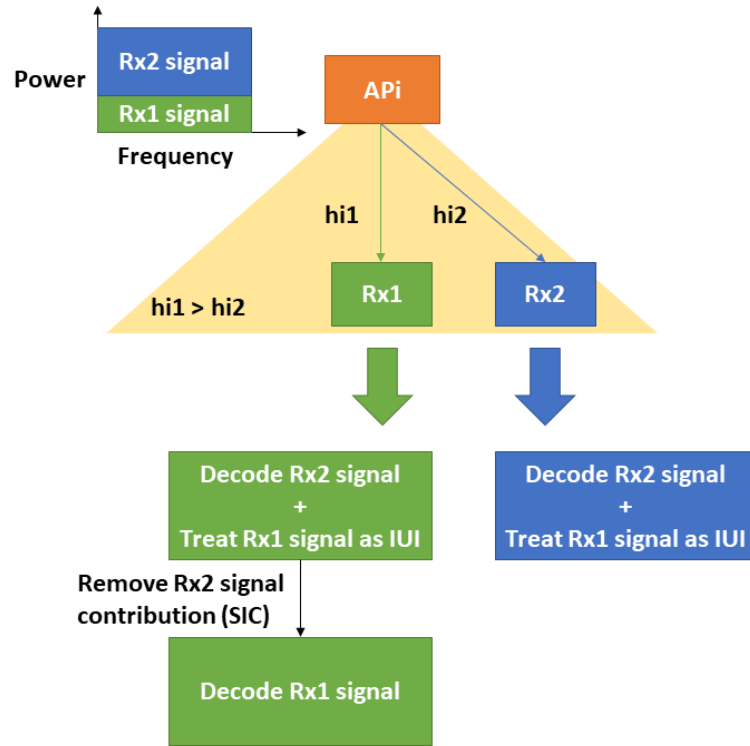 Power
Rx2 signal
Rx1 signal
Frequency
APi
hi1
hi2
hi1 > hi2
Rx1
Rx2
Decode Rx2 signal
+
Treat Rx1 signal as IUI
Decode Rx2 signal
+
Treat Rx1 signal as IUI
Remove Rx2 signal
contribution (SIC)
Decode Rx1 signal